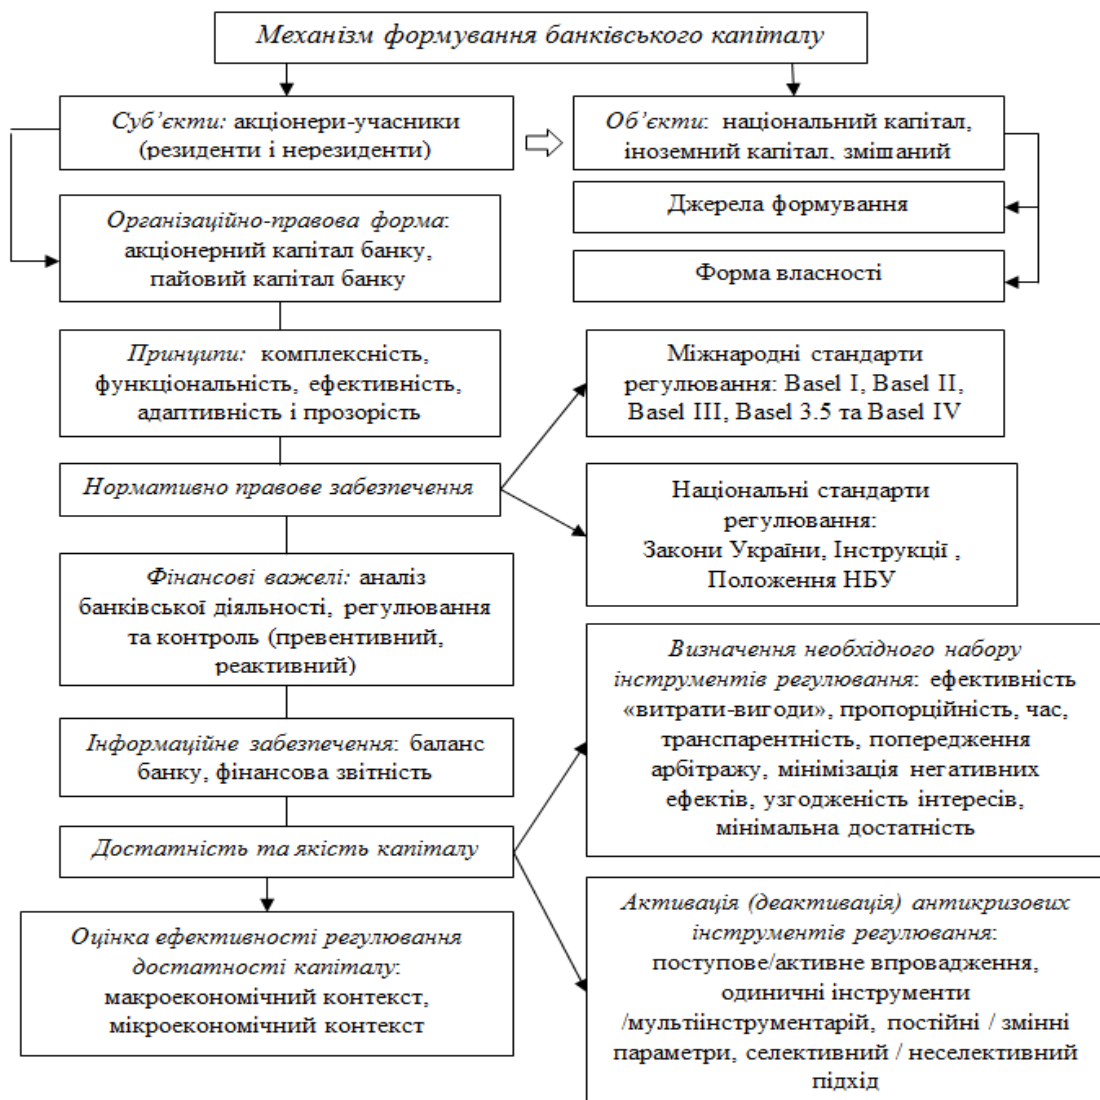 Механізм формування банківського капіталу
Суб’єкти: акціонери-учасники
(резиденти і нерезиденти)
Об’єкти: національний капітал,
іноземний капітал, змішаний
Джерела формування
Форма власності
Організаційно-правова форма:
акціонерний капітал банку,
пайовий капітал банку
Принципи: комплексність,
функціональність, ефективність,
адаптивність і прозорість
Міжнародні стандарти
регулювання: Basel I, Basel II,
Basel III, Basel 3.5 та Basel IV
Нормативно правове забезпечення
Національні стандарти
регулювання:
Закони України, Інструкції ,
Положення НБУ
Фінансові важелі: аналіз
банківської діяльності, регулювання
та контроль (превентивний,
реактивний)
Інформаційне забезпечення: баланс
банку, фінансова звітність
Визначення необхідного набору
інструментів регулювання: ефективність
«витрати-вигоди», пропорційність, час,
транспарентність, попередження
арбітражу, мінімізація негативних
ефектів, узгодженість інтересів,
мінімальна достатність
Достатність та якість капіталу
Активація (деактивація) антикризових
інструментів регулювання:
поступове/активне впровадження,
одиничні інструменти
/мультіінструментарій, постійні / змінні
параметри, селективний / неселективний
підхід
Оцінка ефективності регулювання
достатності капіталу:
макроекономічний контекст,
мікроекономічний контекст